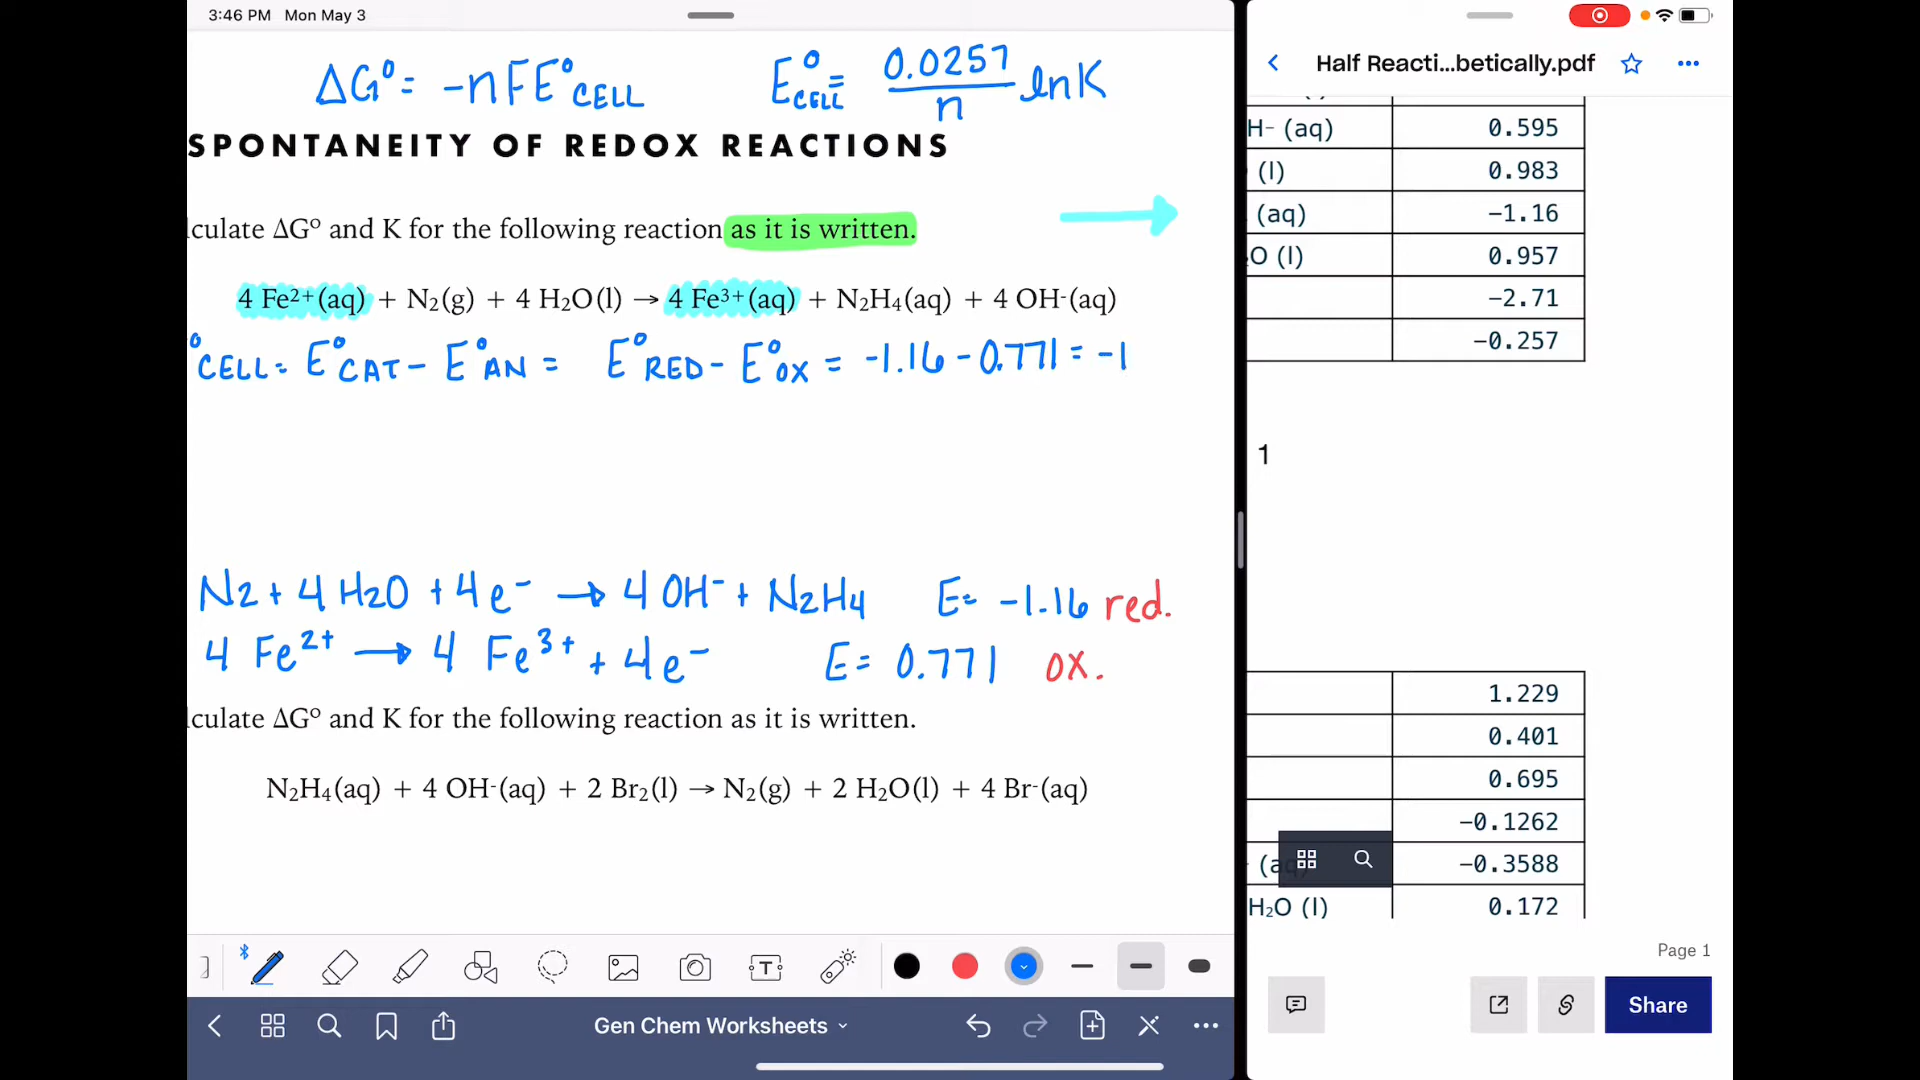 3:46 PM Mon May 3
ΔG° = -nFE°CELL
E°CELL = 0.0257/n lnK
SPONTANEITY OF REDOX REACTIONS
lculate ΔG° and K for the following reaction as it is written.
4 Fe2+(aq) + N2(g) + 4 H2O(l) → 4 Fe3+(aq) + N2H4(aq) + 4 OH-(aq)
°CELL = E°CAT - E°AN = E°RED - E°OX = -1.16 - 0.771 = -1
N2 + 4 H2O + 4e- → 4 OH- + N2H4 E= -1.16 red.
4 Fe2+ → 4 Fe3+ + 4e- E= 0.771 ox.
lculate ΔG° and K for the following reaction as it is written.
N2H4(aq) + 4 OH-(aq) + 2 Br2(l) → N2(g) + 2 H2O(l) + 4 Br-(aq)
Gen Chem Worksheets
Half Reacti...betically.pdf
H- (aq) 0.595
(l) 0.983
(aq) -1.16
O (l) 0.957
-2.71
-0.257
1
1.229
0.401
0.695
-0.1262
(aq) -0.3588
H2O (l) 0.172
Page 1
Share